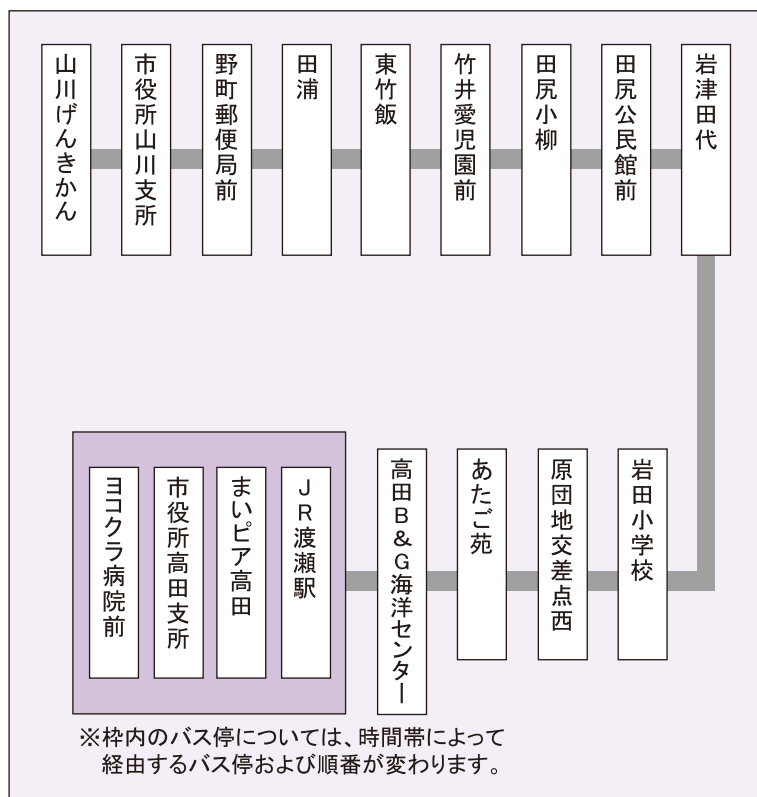 山川げんきかん
市役所山川支所
野町郵便局前
田浦
東竹飯
竹井愛児園前
田尻小柳
田尻公民館前
岩津田代
岩田小学校
原団地交差点西
あたご苑
高田B&G海洋センター
JR渡瀬駅
まいピア高田
市役所高田支所
ヨコクラ病院前
※枠内のバス停については、時間帯によって
経由するバス停および順番が変わります。